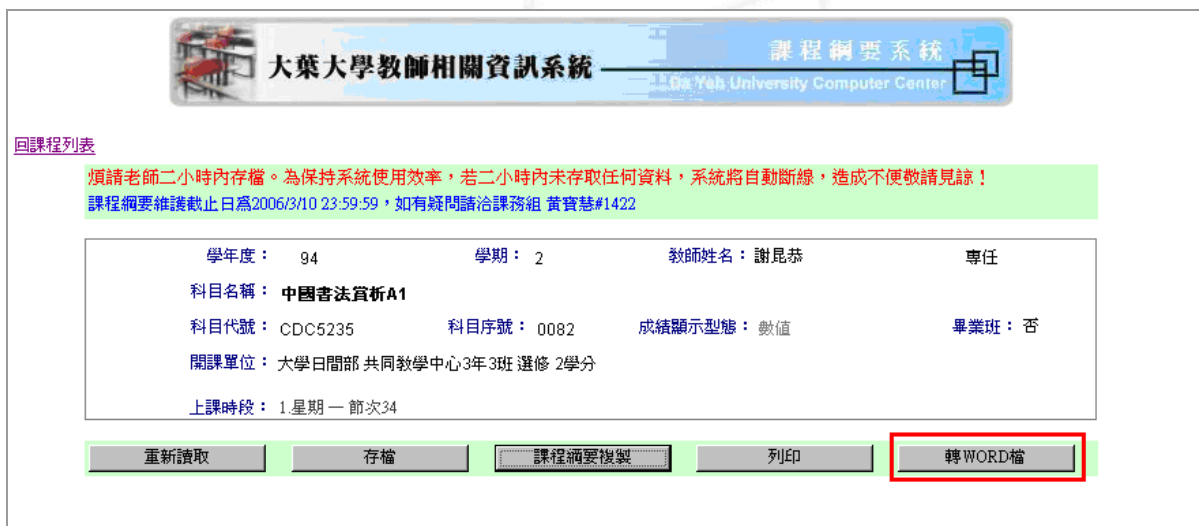 大葉大學教師相關資訊系統
課程綱要系統
Da Yeh University Computer Center
回課程列表
煩請老師二小時內存檔。為保持系統使用效率,若二小時內未存取任何資料,系統將自動斷線,造成不便敬請見諒!
課程綱要維護截止日為2006/3/10 23:59:59,如有疑問請洽課務組 黃寶慧#1422
學年度: 94 學期: 2 教師姓名: 謝昆恭 專任
科目名稱: 中國書法賞析A1
科目代號: CDC5235 科目序號: 0082 成績顯示型態: 數值 畢業班: 否
開課單位: 大學日間部 共同教學中心3年3班 選修 2學分
上課時段: 1.星期一 節次34
重新讀取 存檔 課程綱要複製 列印 轉WORD檔